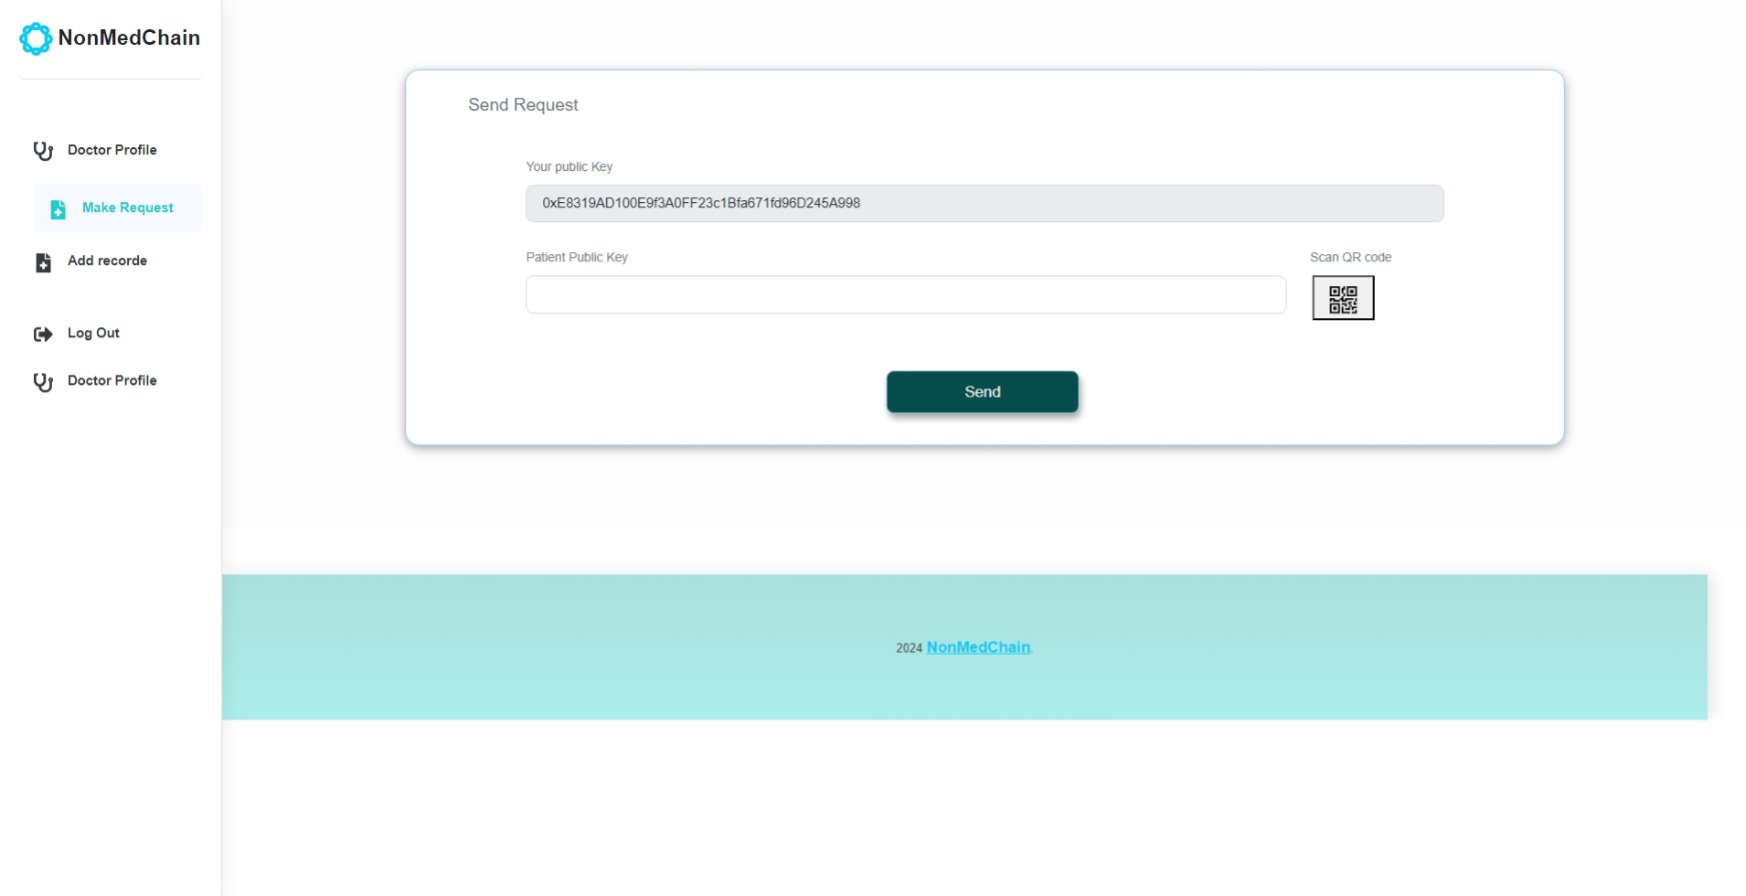 NonMedChain
Doctor Profile
Make Request
Add recorde
Log Out
Doctor Profile
Send Request
Your public Key
0xE8319AD100E9f3A0FF23c1Bfa671fd96D245A998
Patient Public Key
Scan QR code
Send
2024 NonMedChain.